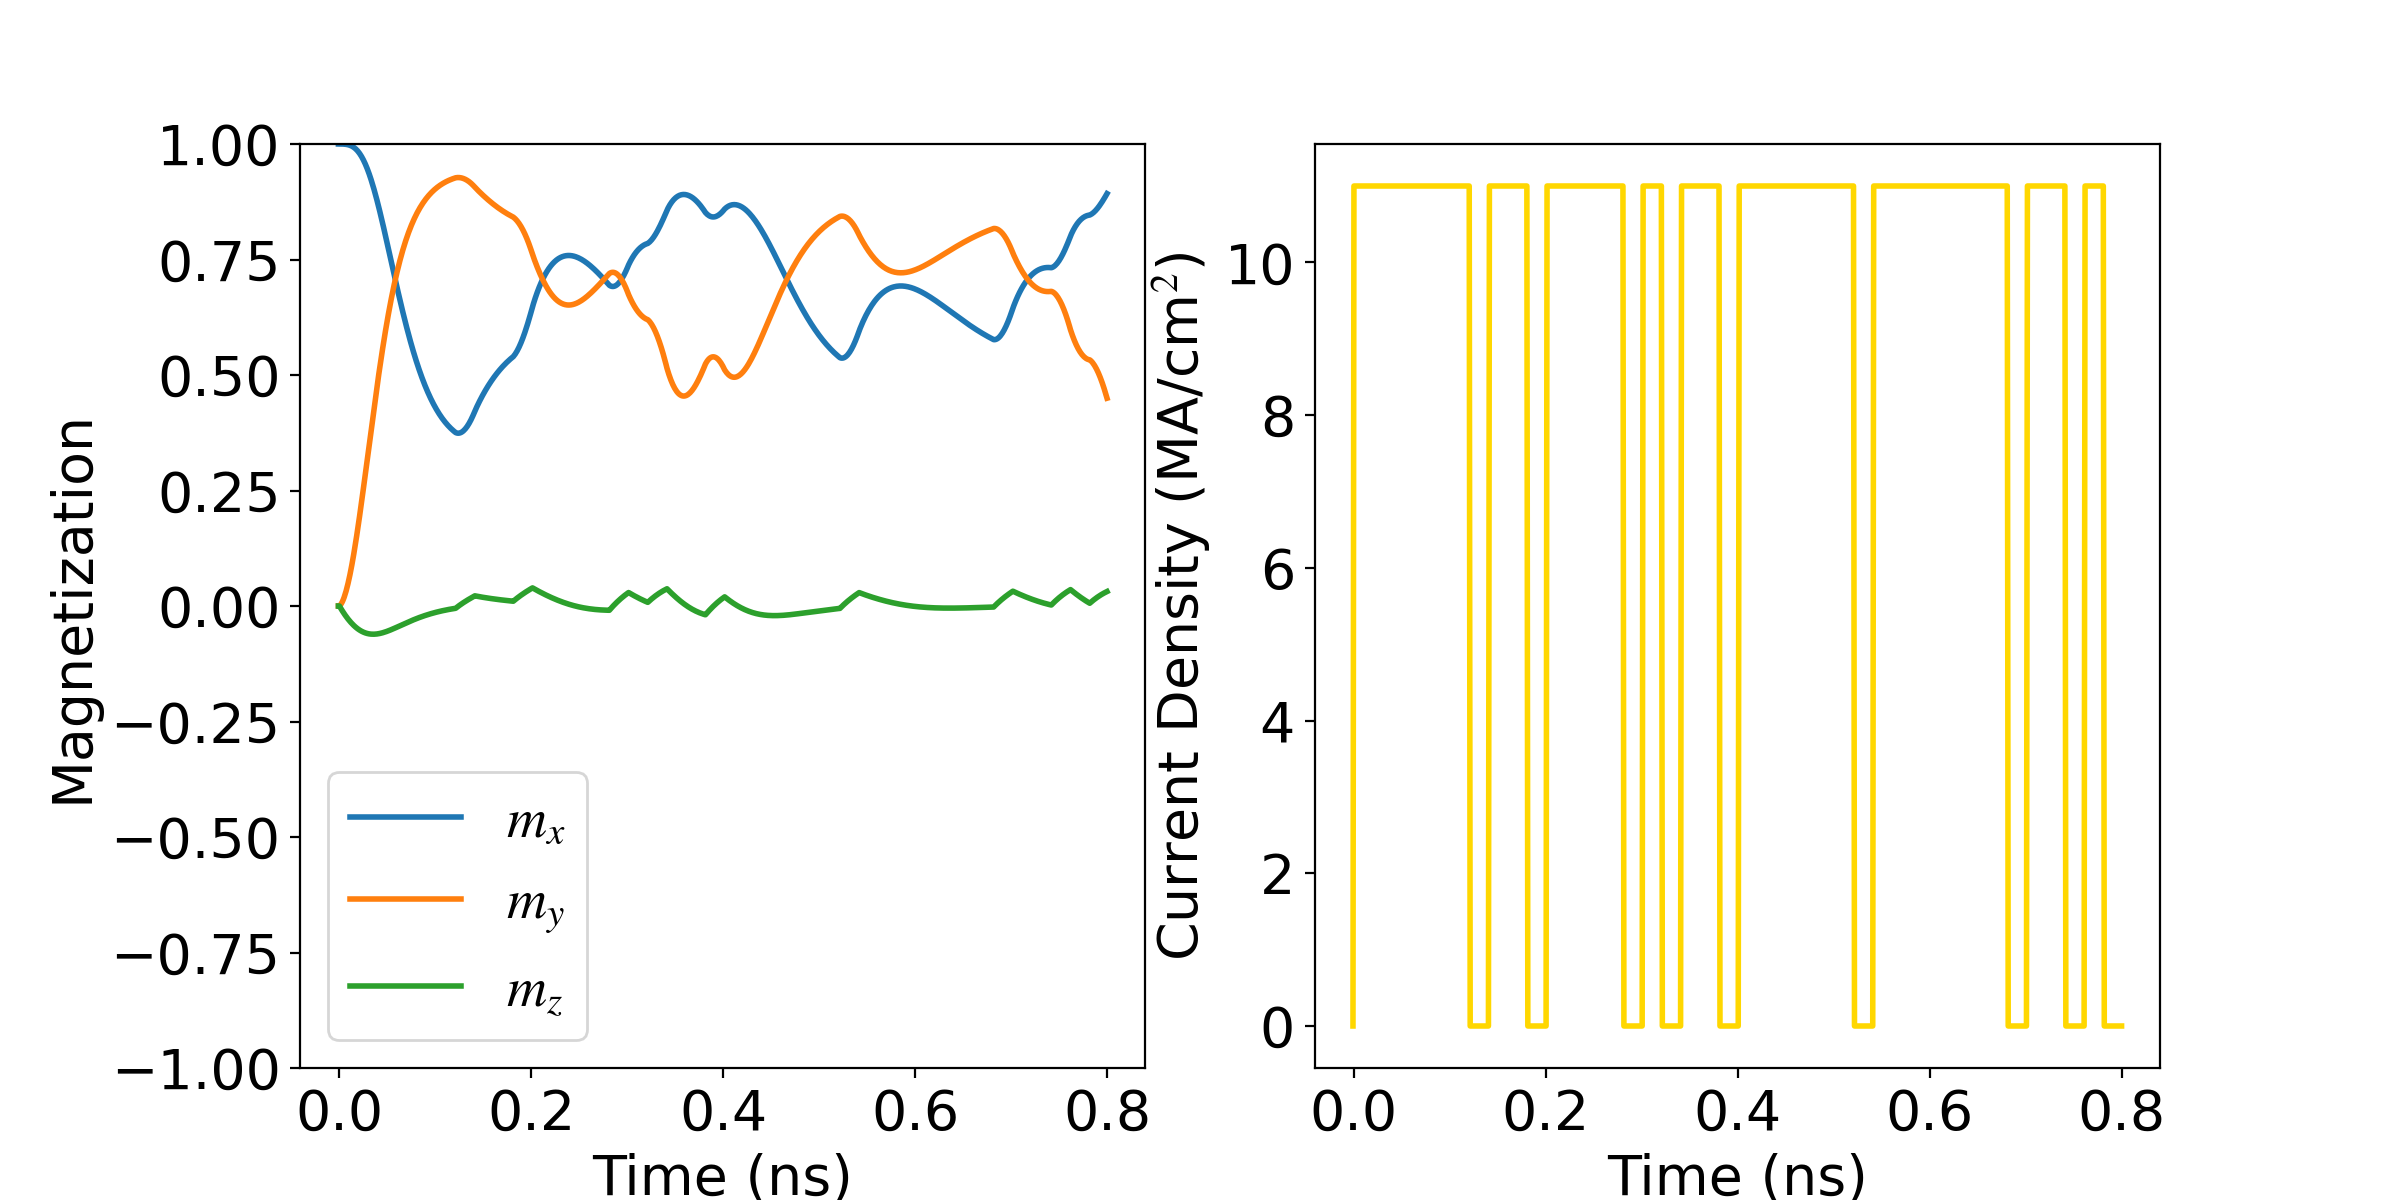 Magnetization
1.00
0.75
0.50
0.25
0.00
−0.25
−0.50
−0.75
−1.00
0.0 0.2 0.4 0.6 0.8
Time (ns)
m_x
m_y
m_z
Current Density (MA/cm²)
10
8
6
4
2
0
0.0 0.2 0.4 0.6 0.8
Time (ns)